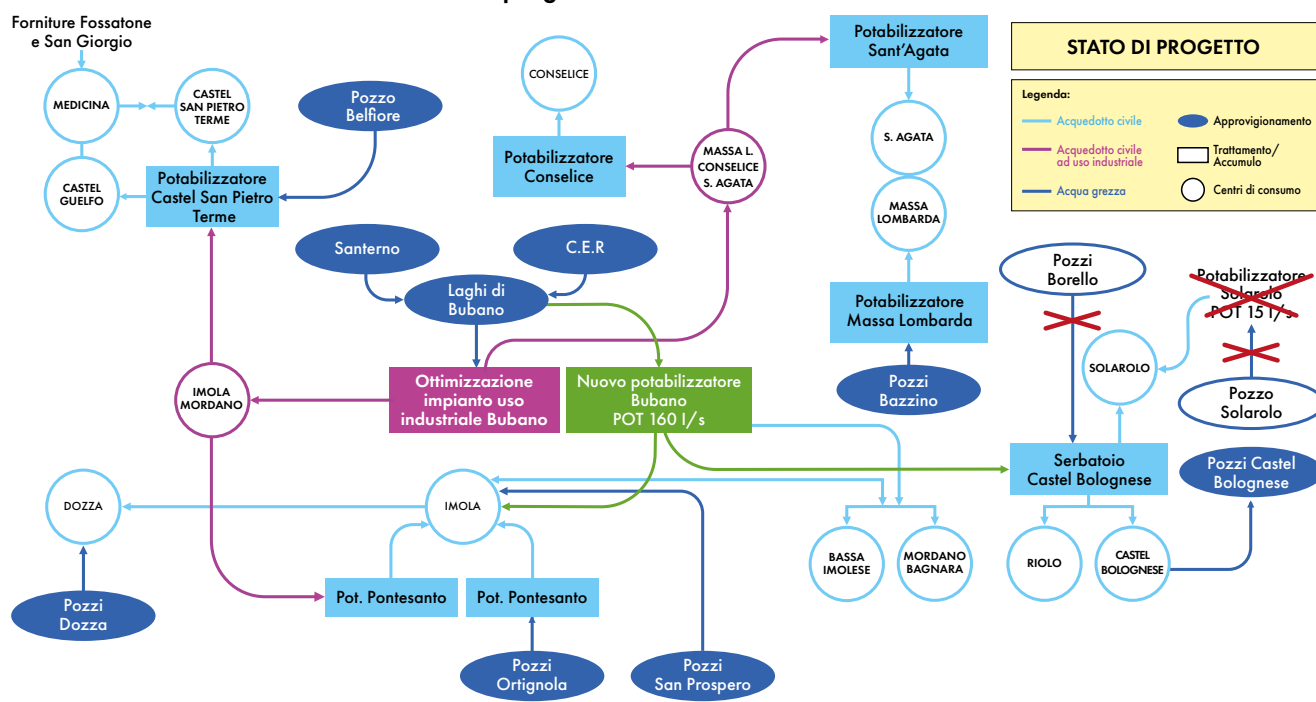 Forniture Fossatone
e San Giorgio
MEDICINA
CASTEL
SAN PIETRO
TERME
CASTEL
GUELFO
Potabilizzatore
Castel San Pietro
Terme
Pozzo
Belfiore
CONSELICE
Potabilizzatore
Conselice
MASSA L.
CONSELICE
S. AGATA
Potabilizzatore
Sant'Agata
S. AGATA
MASSA
LOMBARDA
Potabilizzatore
Massa Lombarda
Pozzi
Bazzino
STATO DI PROGETTO
Legenda:
Acquedotto civile
Acquedotto civile
ad uso industriale
Acqua grezza
Approvigionamento
Trattamento/
Accumulo
Centri di consumo
Santerno
C.E.R
Laghi di
Bubano
Ottimizzazione
impianto uso
industriale Bubano
Nuovo potabilizzatore
Bubano
POT 160 l/s
IMOLA
MORDANO
Pozzi
Borello
Potabilizzatore
Solarolo
POT 15 l/s
SOLAROLO
Pozzo
Solarolo
Serbatoio
Castel Bolognese
Pozzi Castel
Bolognese
DOZZA
IMOLA
BASSA
IMOLESE
MORDANO
BAGNARA
RIOLO
CASTEL
BOLOGNESE
Pozzi
Dozza
Pot. Pontesanto
Pot. Pontesanto
Pozzi
Ortignola
Pozzi
San Prospero